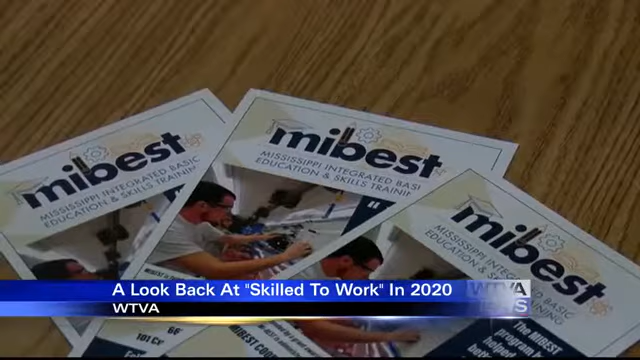 mibest
MISSISSIPPI INTEGRATED BASIC
EDUCATION & SKILLS TRAINING
mibest
MISSISSIPPI INTEGRATED BASIC
EDUCATION & SKILLS TRAINING
mibest
MISSISSIPPI INTEGRATED BASIC
EDUCATION & SKILLS TRAINING
The MIBEST
A Look Back At "Skilled To Work" In 2020
WTVA
NEWS
WTVA